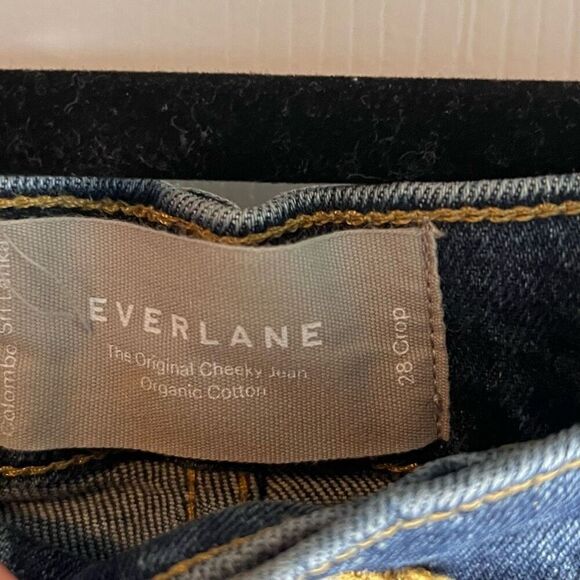 Colombo Sri Lanka
EVERLANE
The Original Cheeky Jean
Organic Cotton
28 Crop